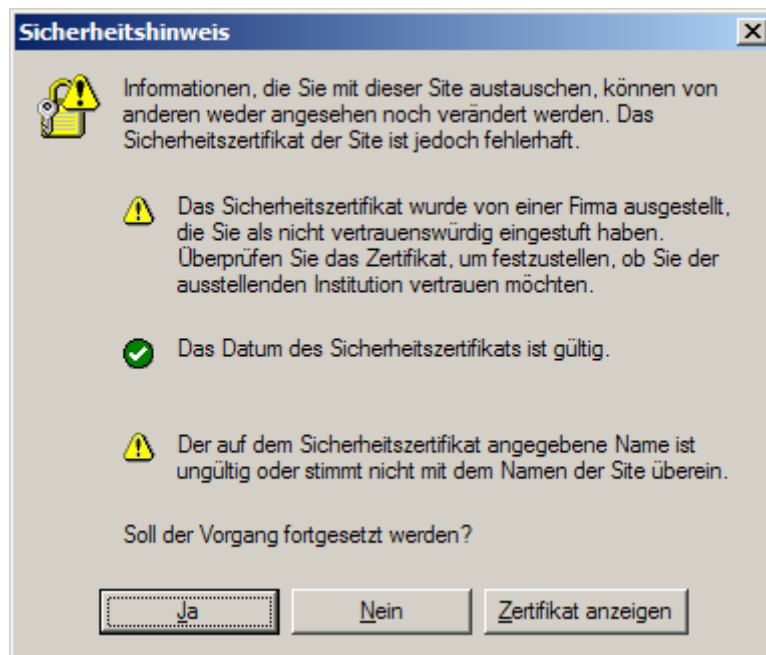 Sicherheitshinweis
Informationen, die Sie mit dieser Site austauschen, können von
anderen weder angesehen noch verändert werden. Das
Sicherheitszertifikat der Site ist jedoch fehlerhaft.
Das Sicherheitszertifikat wurde von einer Firma ausgestellt,
die Sie als nicht vertrauenswürdig eingestuft haben.
Überprüfen Sie das Zertifikat, um festzustellen, ob Sie der
ausstellenden Institution vertrauen möchten.
Das Datum des Sicherheitszertifikats ist gültig.
Der auf dem Sicherheitszertifikat angegebene Name ist
ungültig oder stimmt nicht mit dem Namen der Site überein.
Soll der Vorgang fortgesetzt werden?
Ja Nein Zertifikat anzeigen